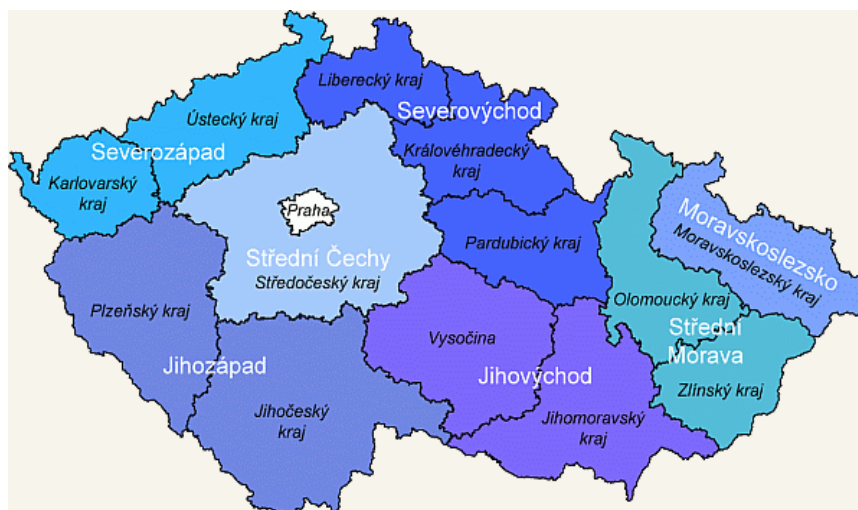 Liberecký kraj
Severovýchod
Ústecký kraj
Severozápad
Královéhradecký
kraj
Karlovarský
kraj
Praha
Moravskoslezsko
Moravskoslezský kraj
Střední Čechy
Středočeský kraj
Pardubický kraj
Plzeňský kraj
Olomoucký kraj
Střední
Morava
Vysočina
Jihozápad
Jihovýchod
Zlínský kraj
Jihočeský
kraj
Jihomoravský
kraj